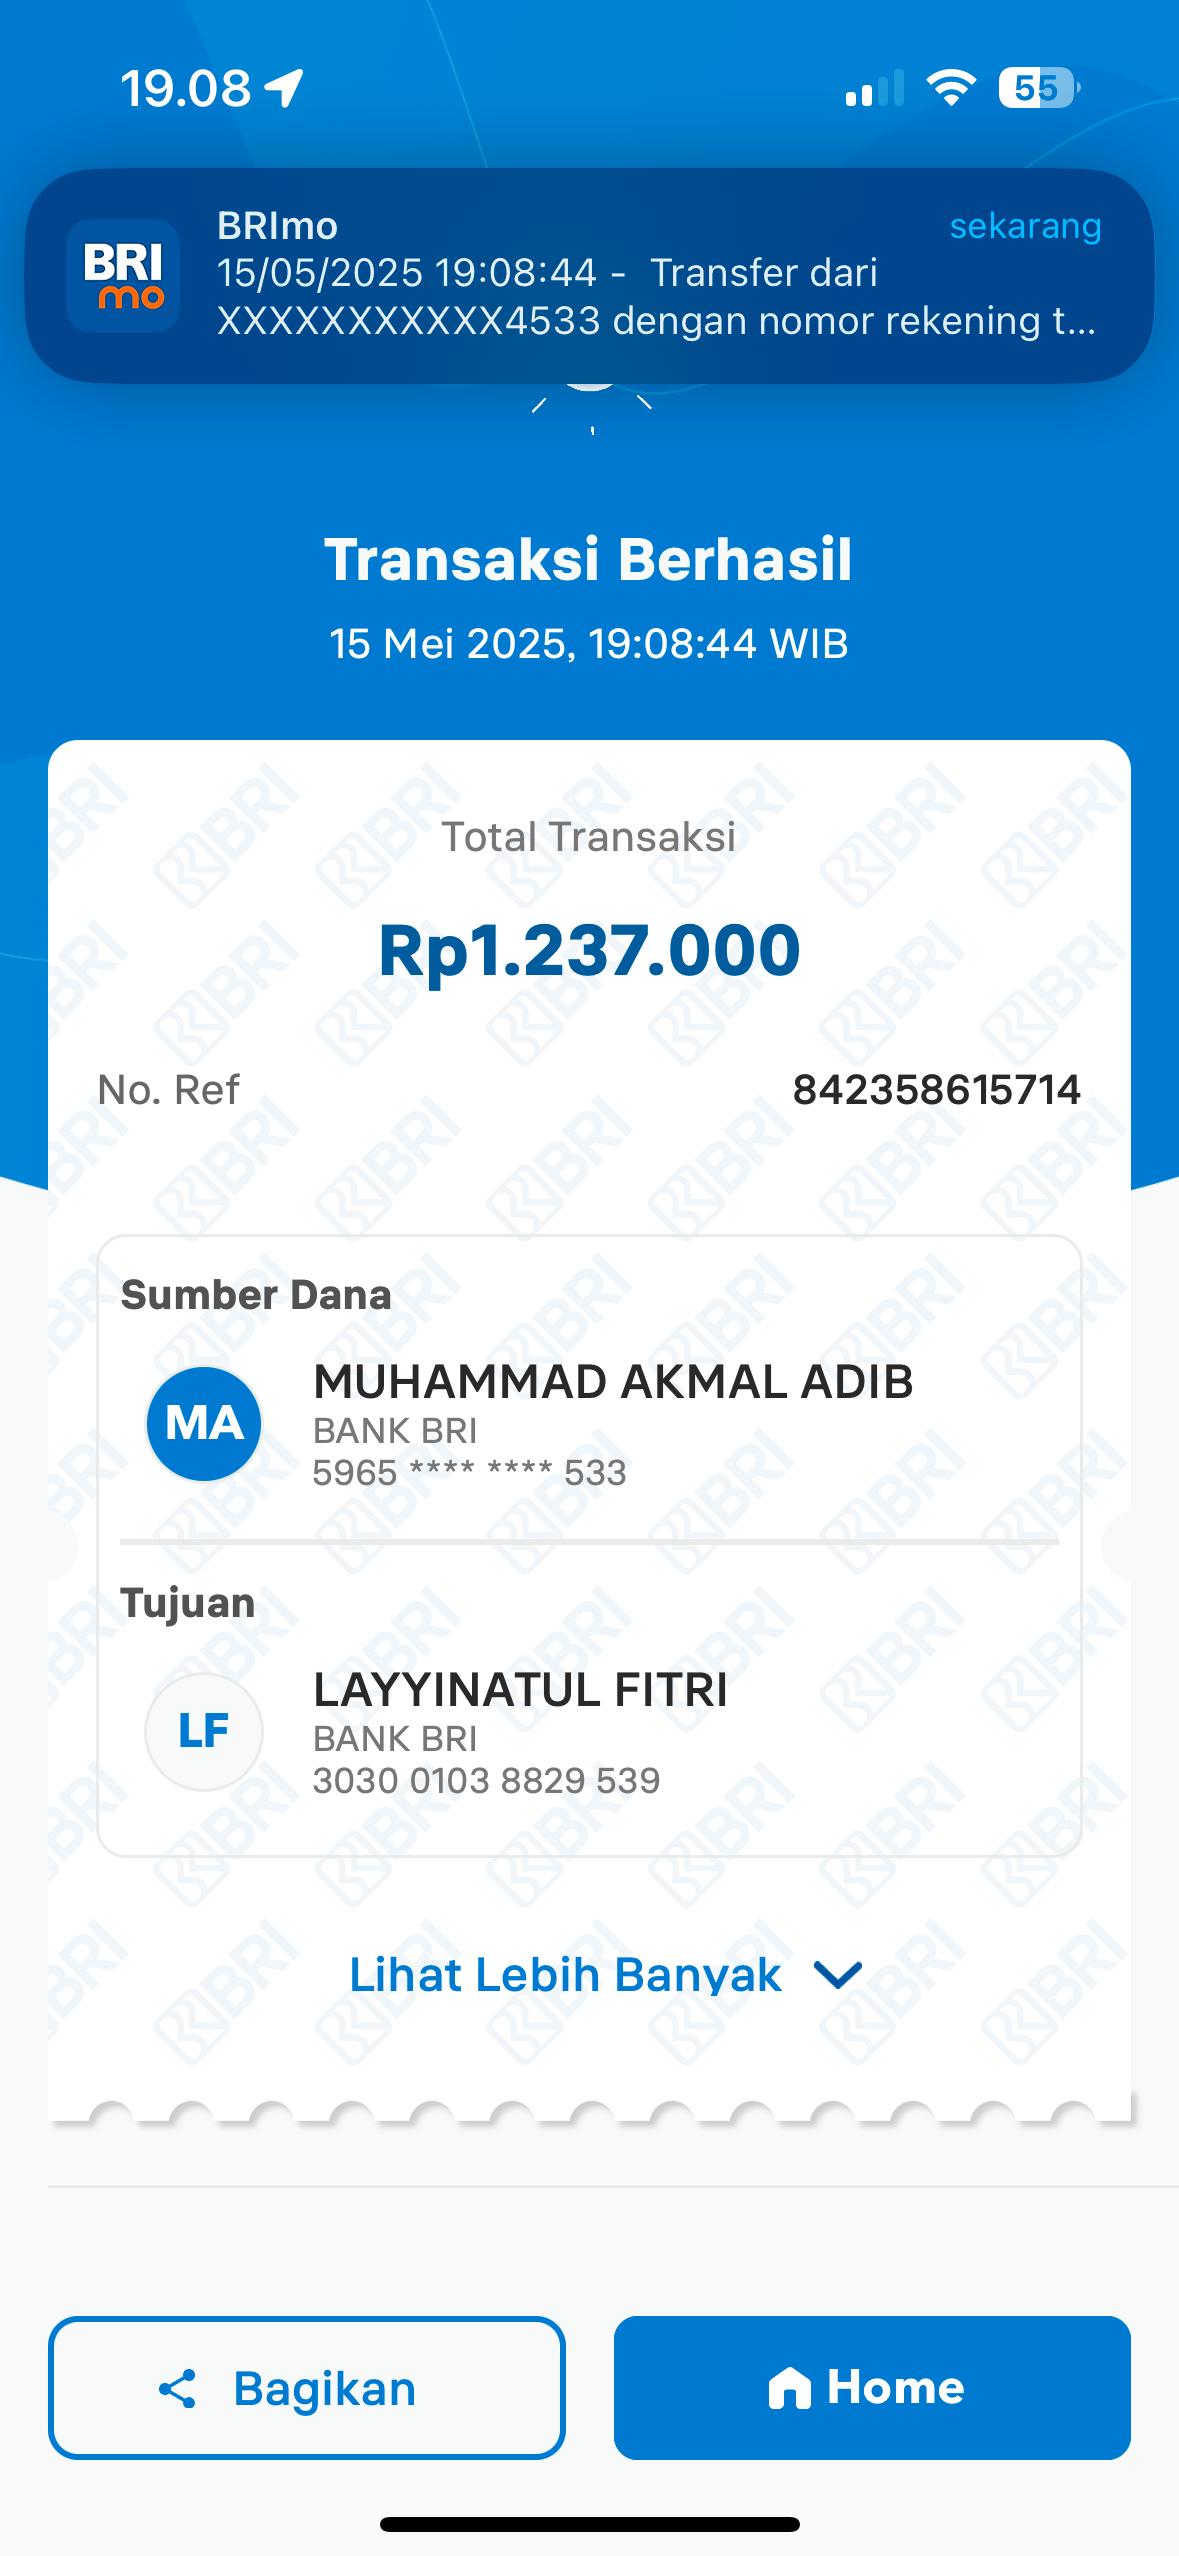 19.08
55
BRImo
sekarang
BRI
mo
15/05/2025 19:08:44 - Transfer dari
XXXXXXXXXXX4533 dengan nomor rekening t...
Transaksi Berhasil
15 Mei 2025, 19:08:44 WIB
Total Transaksi
Rp1.237.000
No. Ref
842358615714
Sumber Dana
MA
MUHAMMAD AKMAL ADIB
BANK BRI
5965 **** **** 533
Tujuan
LF
LAYYINATUL FITRI
BANK BRI
3030 0103 8829 539
Lihat Lebih Banyak
Bagikan
Home